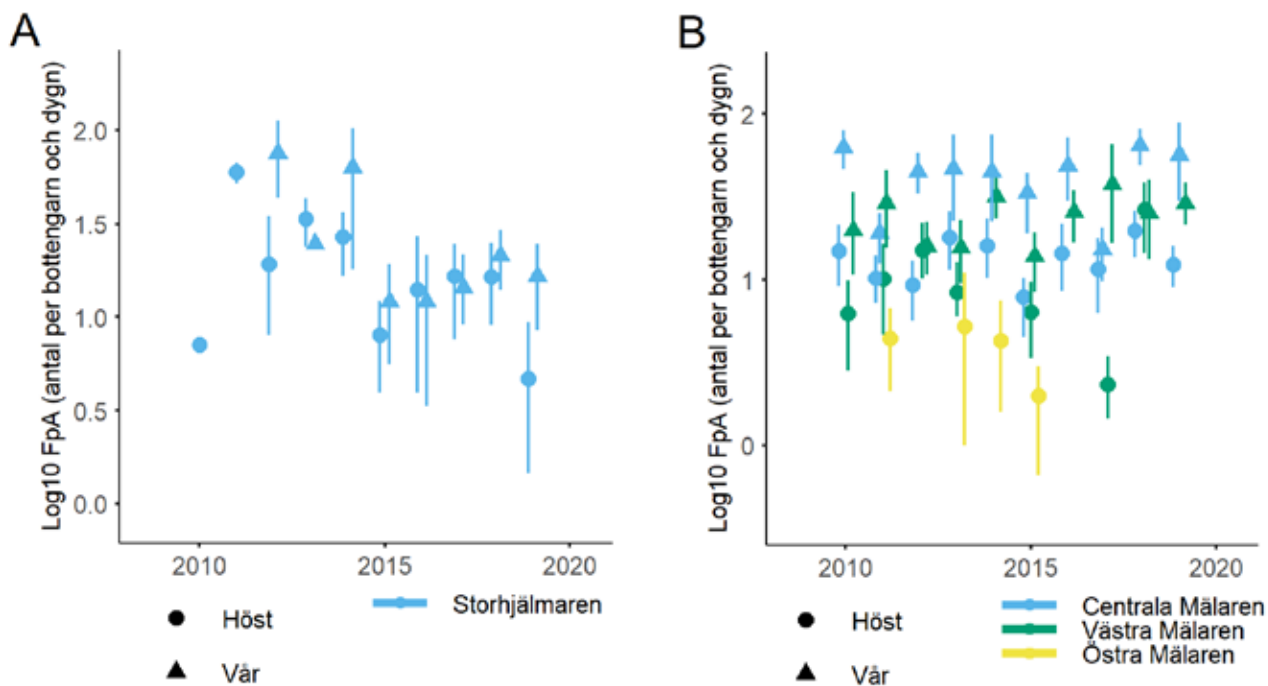 A
Log10 FpA (antal per bottengarn och dygn)
2.0
1.5
1.0
0.5
0.0
2010 2015 2020
Höst
Vår
Storhjälmaren
B
Log10 FpA (antal per bottengarn och dygn)
2
1
0
2010 2015 2020
Höst
Vår
Centrala Mälaren
Västra Mälaren
Östra Mälaren